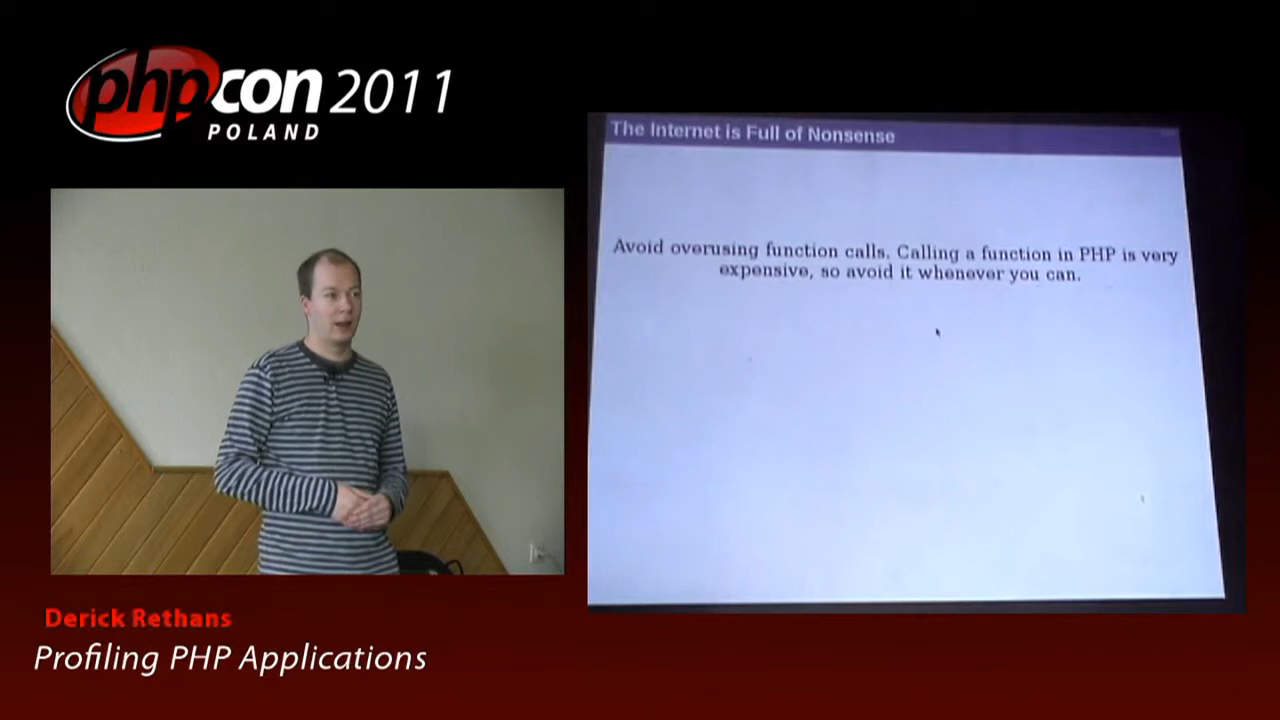 phpcon 2011
POLAND
The Internet is Full of Nonsense
Avoid overusing function calls. Calling a function in PHP is very
expensive, so avoid it whenever you can.
Derick Rethans
Profiling PHP Applications